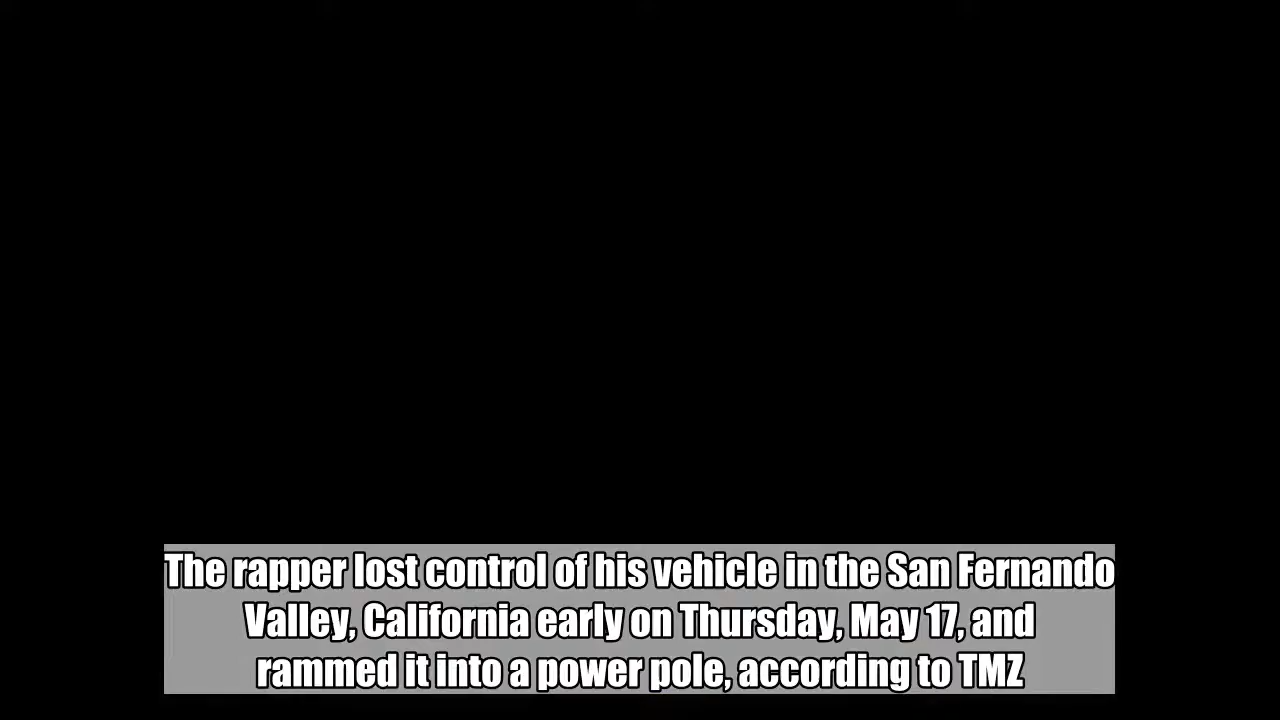 The rapper lost control of his vehicle in the San Fernando
Valley, California early on Thursday, May 17, and
rammed it into a power pole, according to TMZ